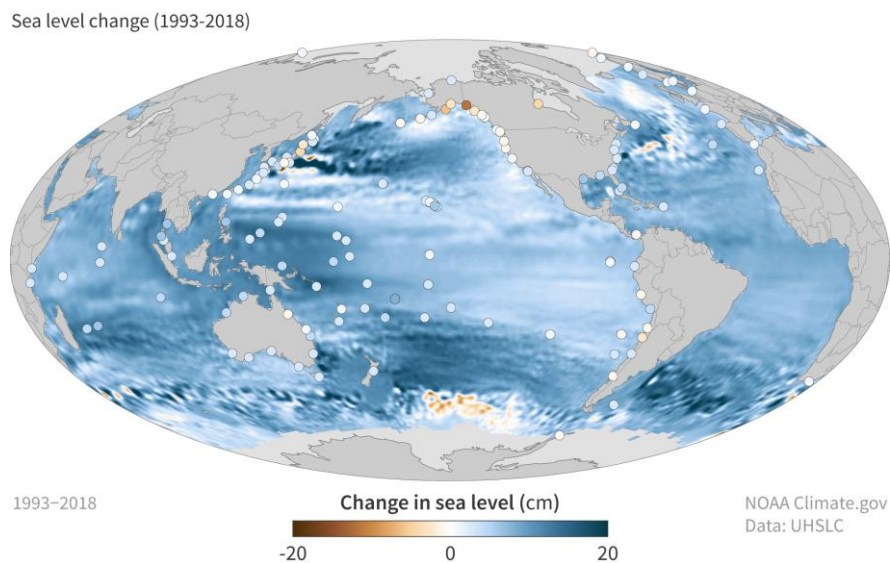 Sea level change (1993-2018)
1993–2018
Change in sea level (cm)
-20
0
20
NOAA Climate.gov
Data: UHSLC